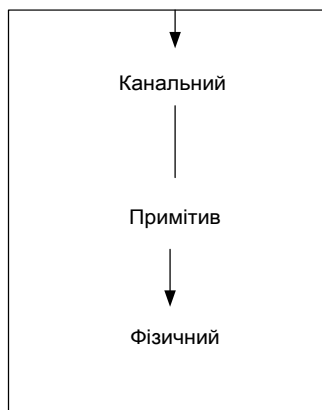 Канальний
Примітив
Фізичний